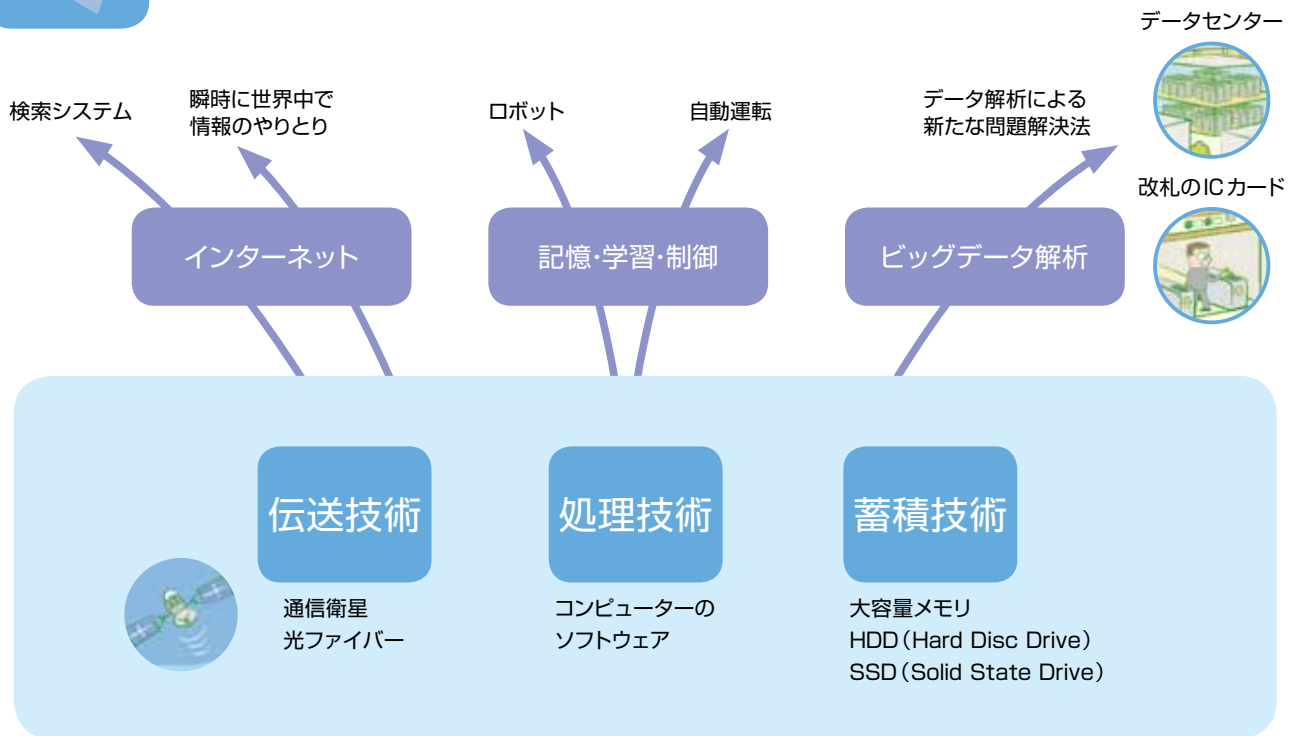 データセンター
検索システム
瞬時に世界中で
情報のやりとり
ロボット
自動運転
データ解析による
新たな問題解決法
改札のICカード
インターネット
記憶・学習・制御
ビッグデータ解析
伝送技術
処理技術
蓄積技術
通信衛星
光ファイバー
コンピューターの
ソフトウェア
大容量メモリ
HDD(Hard Disc Drive)
SSD(Solid State Drive)